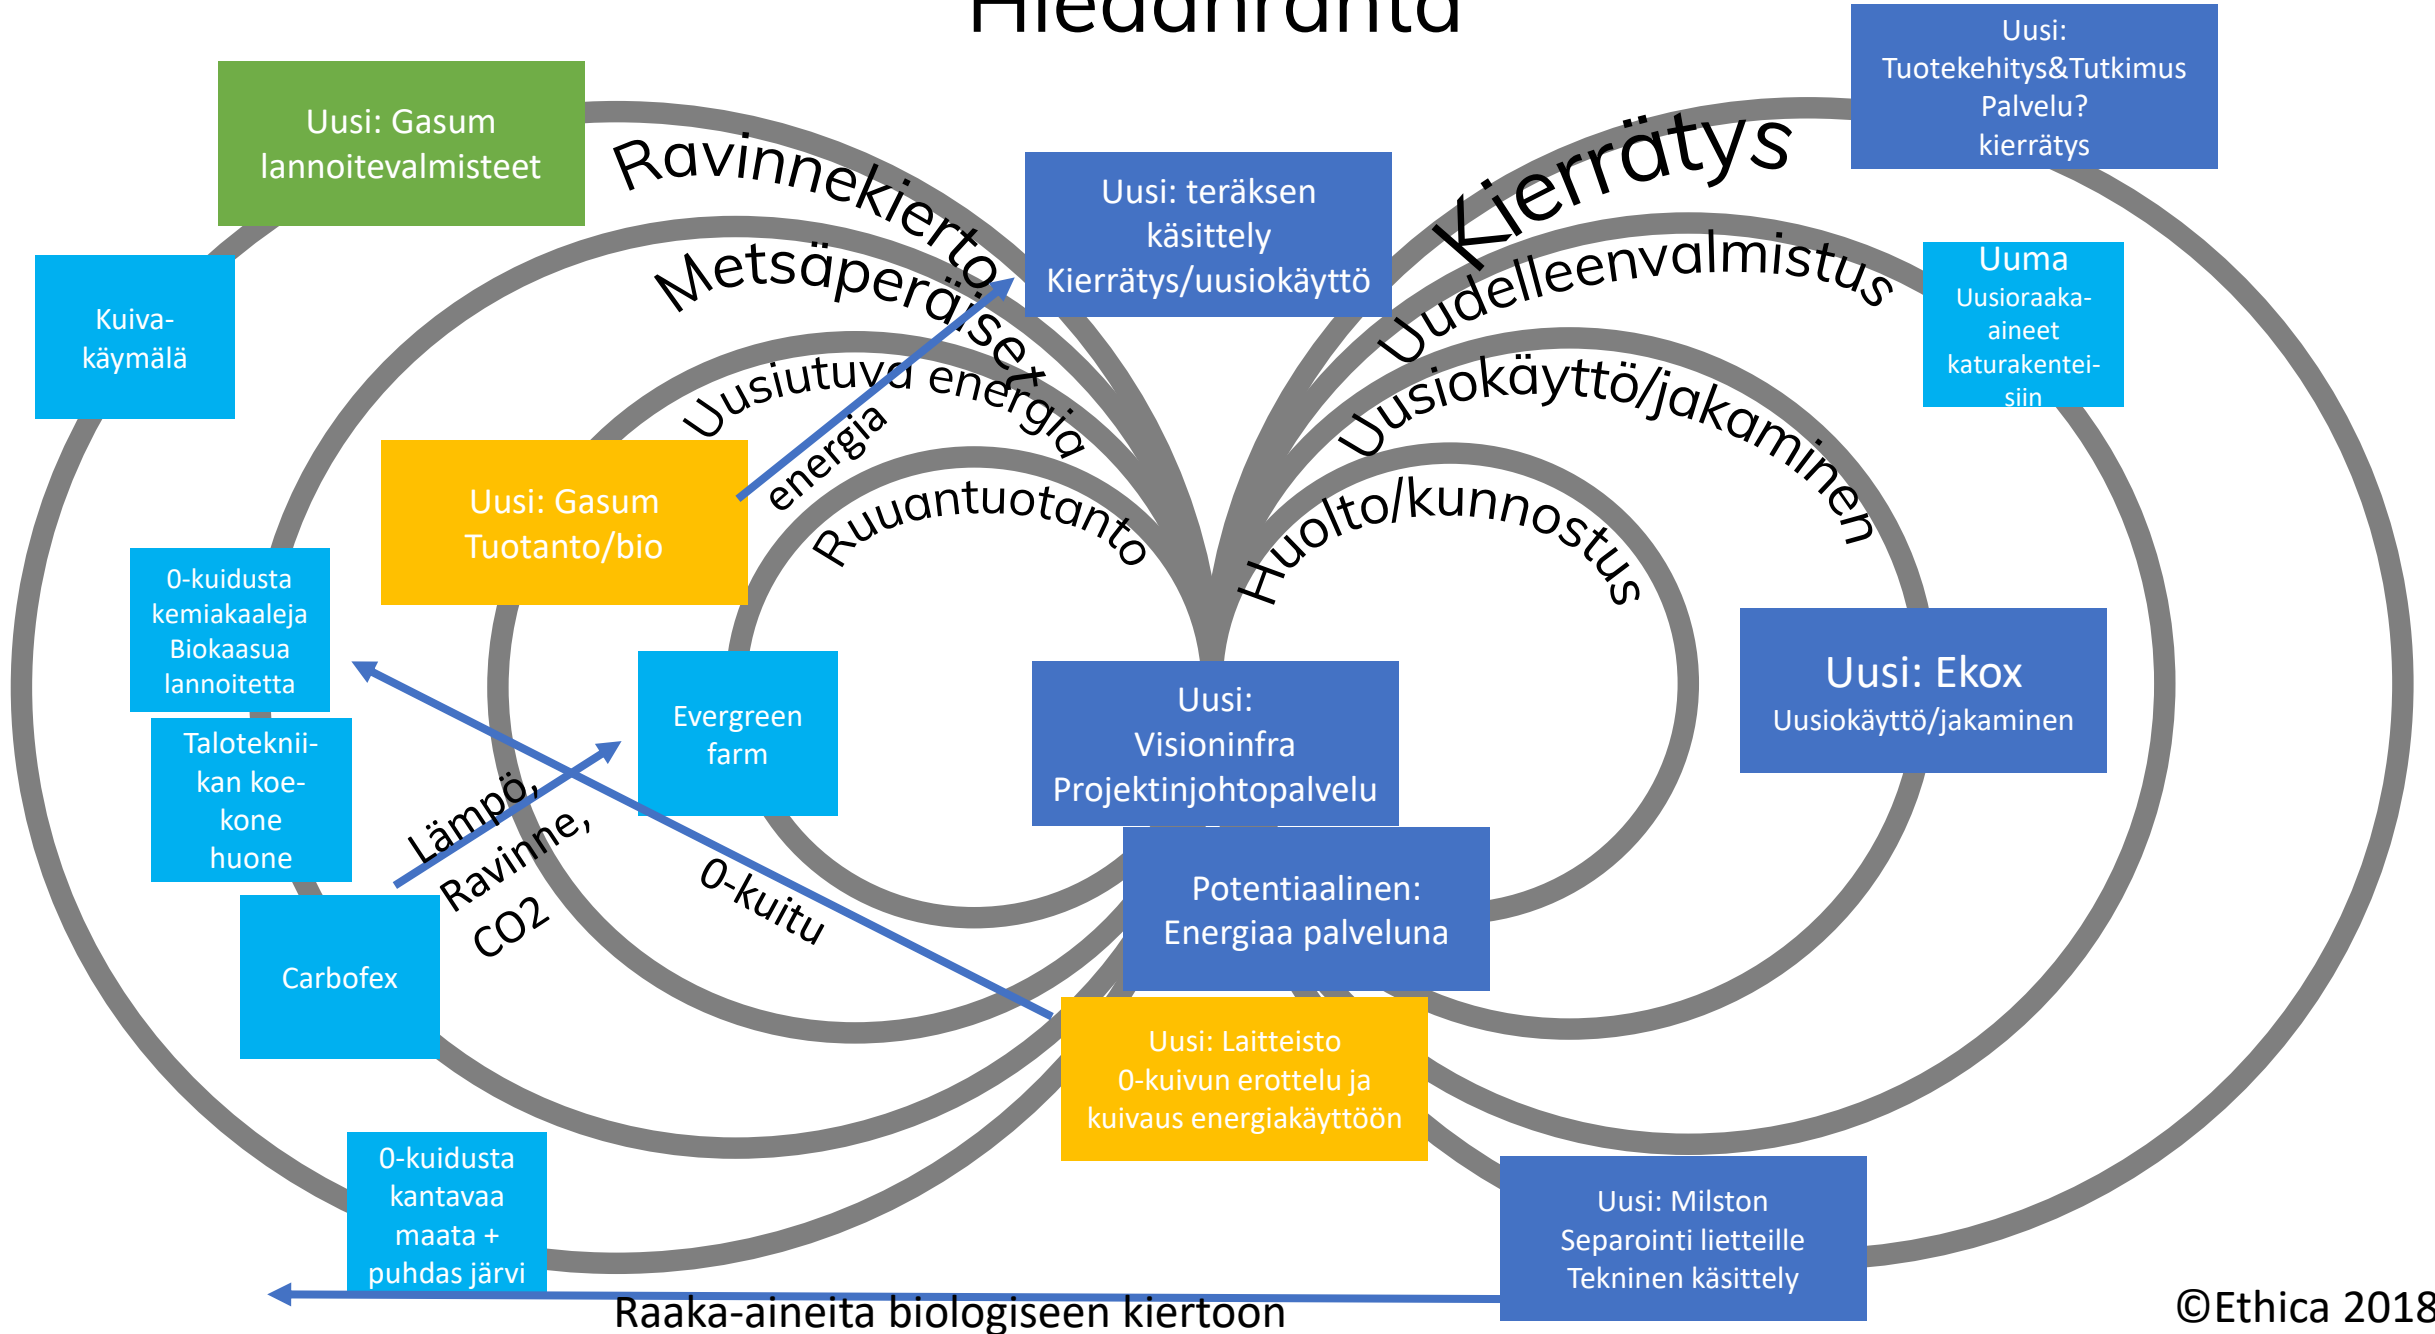 Hiedanranta
Uusi:
Tuotekehitys&Tutkimus
Palvelu?
kierrätys
Uusi: Gasum
lannoitevalmisteet
Ravinnekierto
Kierrätys
Uusi: teräksen
käsittely
Kierrätys/uusiokäyttö
Metsäperäiset
Uudelleenvalmistus
Uuma
Uusioraaka-
aineet
katurakentei-
siin
Kuiva-
käymälä
Uusiutuva energia
Uusiokäyttö/jakaminen
energia
Uusi: Gasum
Tuotanto/bio
Ruuantuotanto
Huolto/kunnostus
0-kuidusta
kemiakaaleja
Biokaasua
lannoitetta
Evergreen
farm
Uusi:
Visioninfra
Projektinjohtopalvelu
Uusi: Ekox
Uusiokäyttö/jakaminen
Taloteknii-
kan koe-
kone
huone
Lämpö,
Ravinne,
CO2
0-kuitu
Potentiaalinen:
Energiaa palveluna
Carbofex
Uusi: Laitteisto
0-kuivun erottelu ja
kuivaus energiakäyttöön
0-kuidusta
kantavaa
maata +
puhdas järvi
Uusi: Milston
Separointi lietteille
Tekninen käsittely
Raaka-aineita biologiseen kiertoon
©Ethica 2018